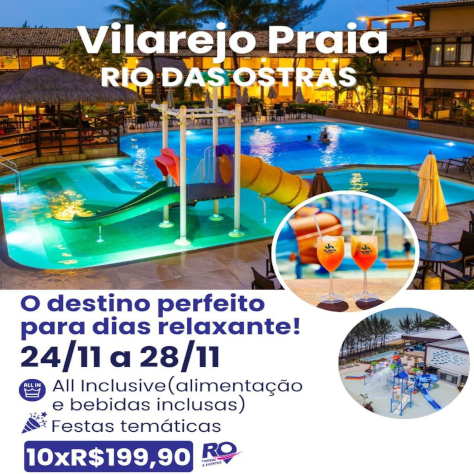 Vilarejo Praia
RIO DAS OSTRAS
O destino perfeito
para dias relaxante!
24/11 a 28/11
ALL IN
All Inclusive(alimentação
e bebidas inclusas)
Festas temáticas
10xR$199,90
RO